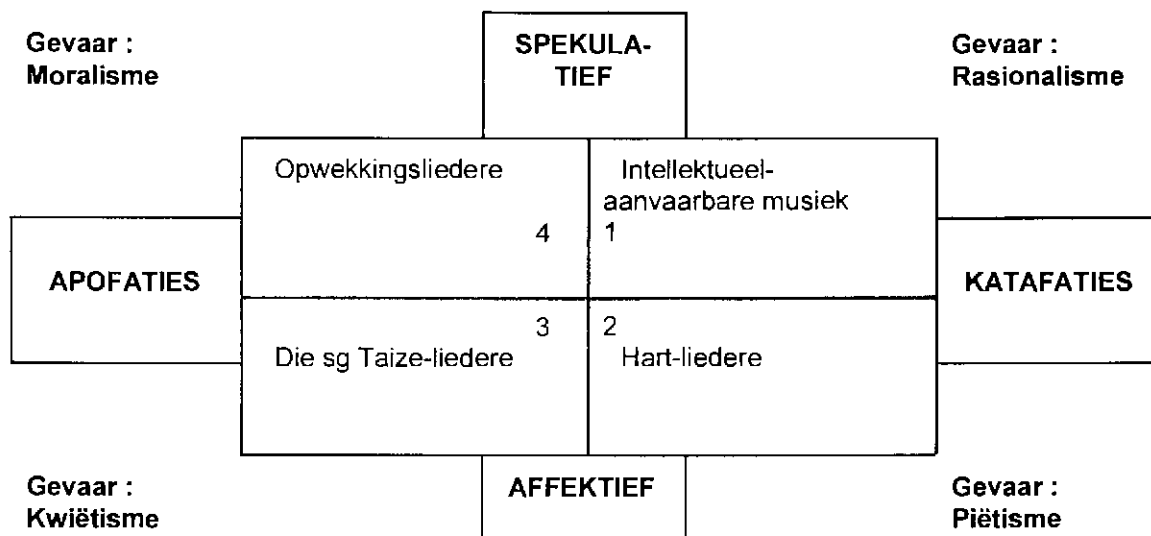 Gevaar :
Moralisme
SPEKULA-
TIEF
Gevaar :
Rasionalisme
Opwekkingsliedere
4
Intellektueel-
aanvaarbare musiek
1
APOFATIES
KATAFATIES
3
Die sg Taize-liedere
2
Hart-liedere
Gevaar :
Kwiëtisme
AFFEKTIEF
Gevaar :
Piëtisme